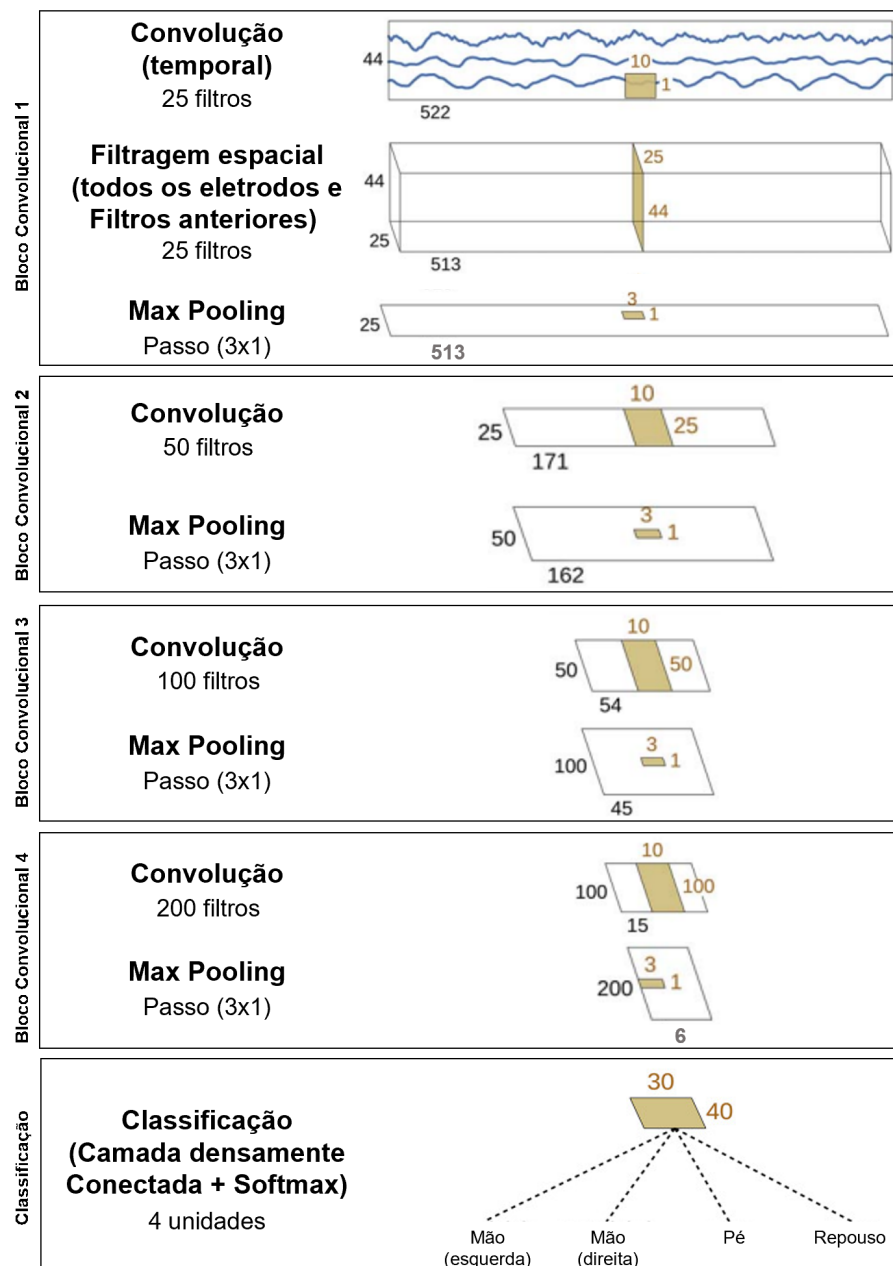 Bloco Convolucional 1
Convolução
(temporal)
25 filtros
44
10
1
522
Filtragem espacial
(todos os eletrodos e
Filtros anteriores)
25 filtros
44
25
25
44
513
Max Pooling
Passo (3x1)
25
3
1
513
Bloco Convolucional 2
Convolução
50 filtros
25
10
25
171
Max Pooling
Passo (3x1)
50
3
1
162
Bloco Convolucional 3
Convolução
100 filtros
50
10
50
54
Max Pooling
Passo (3x1)
100
3
1
45
Bloco Convolucional 4
Convolução
200 filtros
100
10
100
15
Max Pooling
Passo (3x1)
200
3
1
6
Classificação
Classificação
(Camada densamente
Conectada + Softmax)
4 unidades
30
40
Mão
(esquerda)
Mão
(direita)
Pé
Repouso